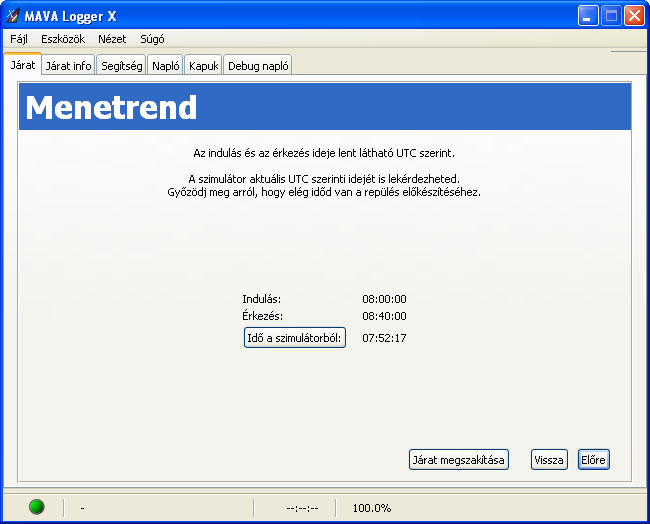 MAVA Logger X
Fájl Eszközök Nézet Súgó
Járat Járat info Segítség Napló Kapuk Debug napló
Menetrend
Az indulás és az érkezés ideje lent látható UTC szerint.
A szimulátor aktuális UTC szerinti idejét is lekérdezheted.
Győződj meg arról, hogy elég időd van a repülés előkészítéséhez.
Indulás: 08:00:00
Érkezés: 08:40:00
Idő a szimulátorból: 07:52:17
Járat megszakítása Vissza Előre
- --:--:-- 100.0%